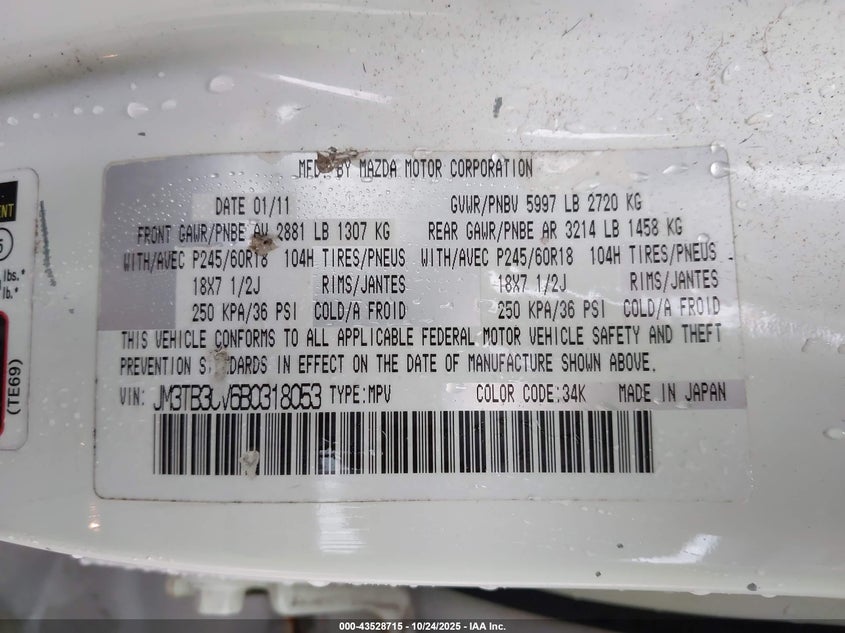 MFD. BY MAZDA MOTOR CORPORATION
DATE 01/11 GVWR/PNBV 5997 LB 2720 KG
FRONT GAWR/PNBE AV 2881 LB 1307 KG REAR GAWR/PNBE AR 3214 LB 1458 KG
WITH/AVEC P245/60R18 104H TIRES/PNEUS WITH/AVEC P245/60R18 104H TIRES/PNEUS
18X7 1/2J RIMS/JANTES 18X7 1/2J RIMS/JANTES
250 KPA/36 PSI COLD/A FROID 250 KPA/36 PSI COLD/A FROID
THIS VEHICLE CONFORMS TO ALL APPLICABLE FEDERAL MOTOR VEHICLE SAFETY AND THEFT
PREVENTION STANDARDS IN EFFECT ON THE DATE OF MANUFACTURE SHOWN ABOVE.
VIN: JM3TB3CV6B0318053 TYPE:MPV COLOR CODE:34K MADE IN JAPAN
lbs.*
lb.*
(TE69)
000-43528715 - 10/24/2025 - IAA Inc.